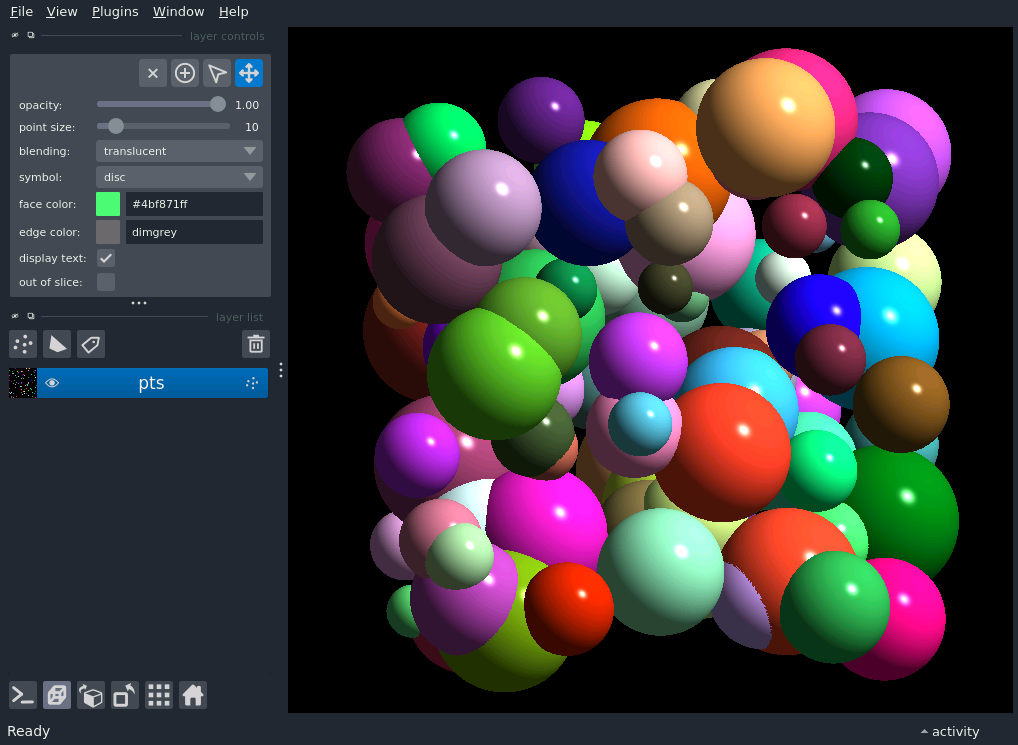 File View Plugins Window Help
layer controls
opacity: 1.00
point size: 10
blending: translucent
symbol: disc
face color: #4bf871ff
edge color: dimgrey
display text:
out of slice:
layer list
pts
Ready activity